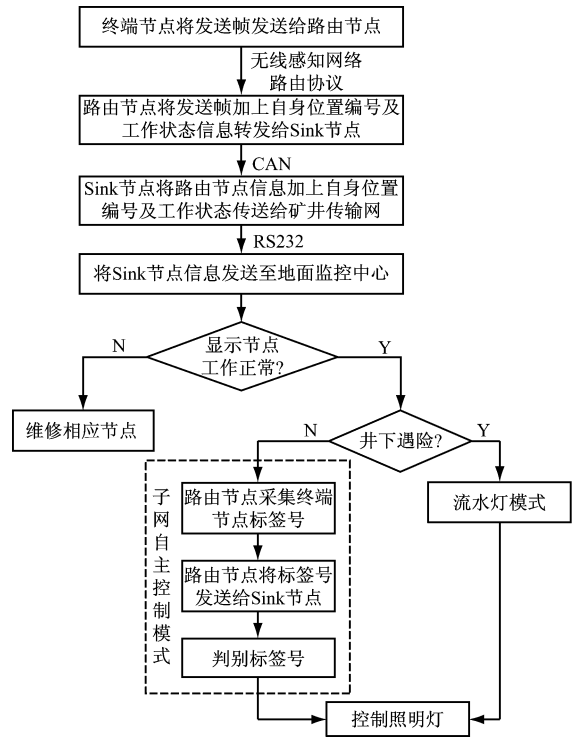 终端节点将发送帧发送给路由节点
无线感知网络
路由协议
路由节点将发送帧加上自身位置编号及
工作状态信息转发给Sink节点
CAN
Sink节点将路由节点信息加上自身位置
编号及工作状态传送给矿井传输网
RS232
将Sink节点信息发送至地面监控中心
显示节点
工作正常?
N
Y
维修相应节点
井下遇险?
N
Y
子网自主控制模式
路由节点采集终端
节点标签号
路由节点将标签号
发送给Sink节点
判别标签号
流水灯模式
控制照明灯